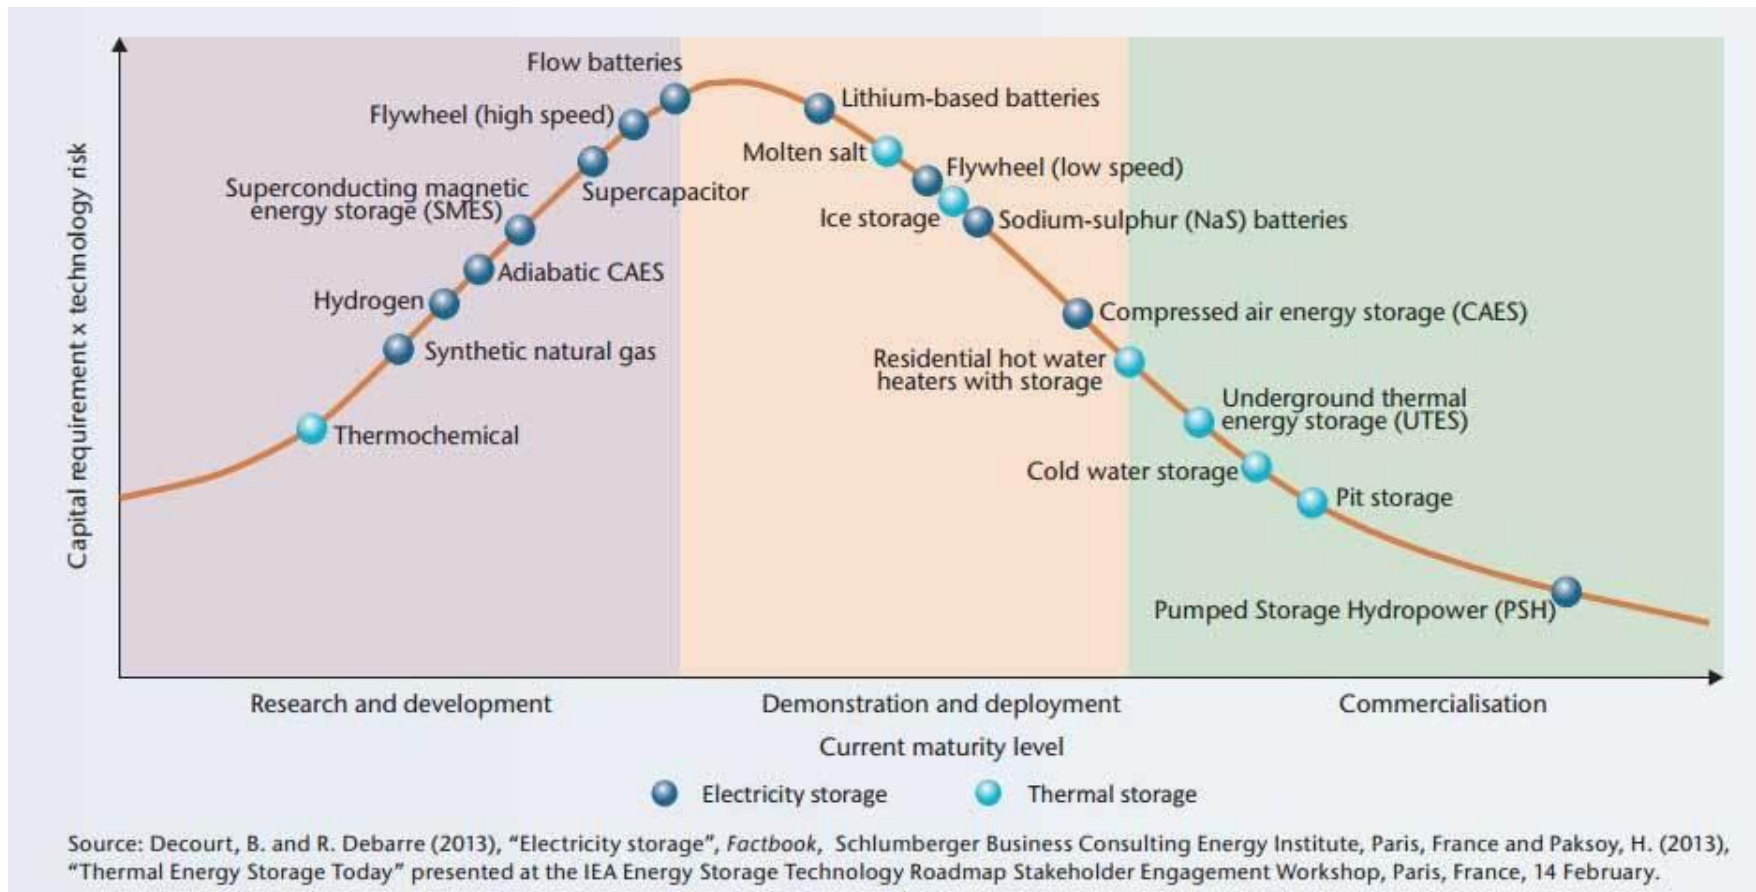 Flow batteries
Lithium-based batteries
Flywheel (high speed)
Molten salt
Flywheel (low speed)
Superconducting magnetic
energy storage (SMES)
Supercapacitor
Ice storage
Sodium-sulphur (NaS) batteries
Adiabatic CAES
Hydrogen
Compressed air energy storage (CAES)
Synthetic natural gas
Residential hot water
heaters with storage
Underground thermal
energy storage (UTES)
Thermochemical
Cold water storage
Pit storage
Pumped Storage Hydropower (PSH)
Capital requirement x technology risk
Research and development
Demonstration and deployment
Commercialisation
Current maturity level
Electricity storage
Thermal storage
Source: Decourt, B. and R. Debarre (2013), “Electricity storage”, Factbook, Schlumberger Business Consulting Energy Institute, Paris, France and Paksoy, H. (2013),
“Thermal Energy Storage Today” presented at the IEA Energy Storage Technology Roadmap Stakeholder Engagement Workshop, Paris, France, 14 February.